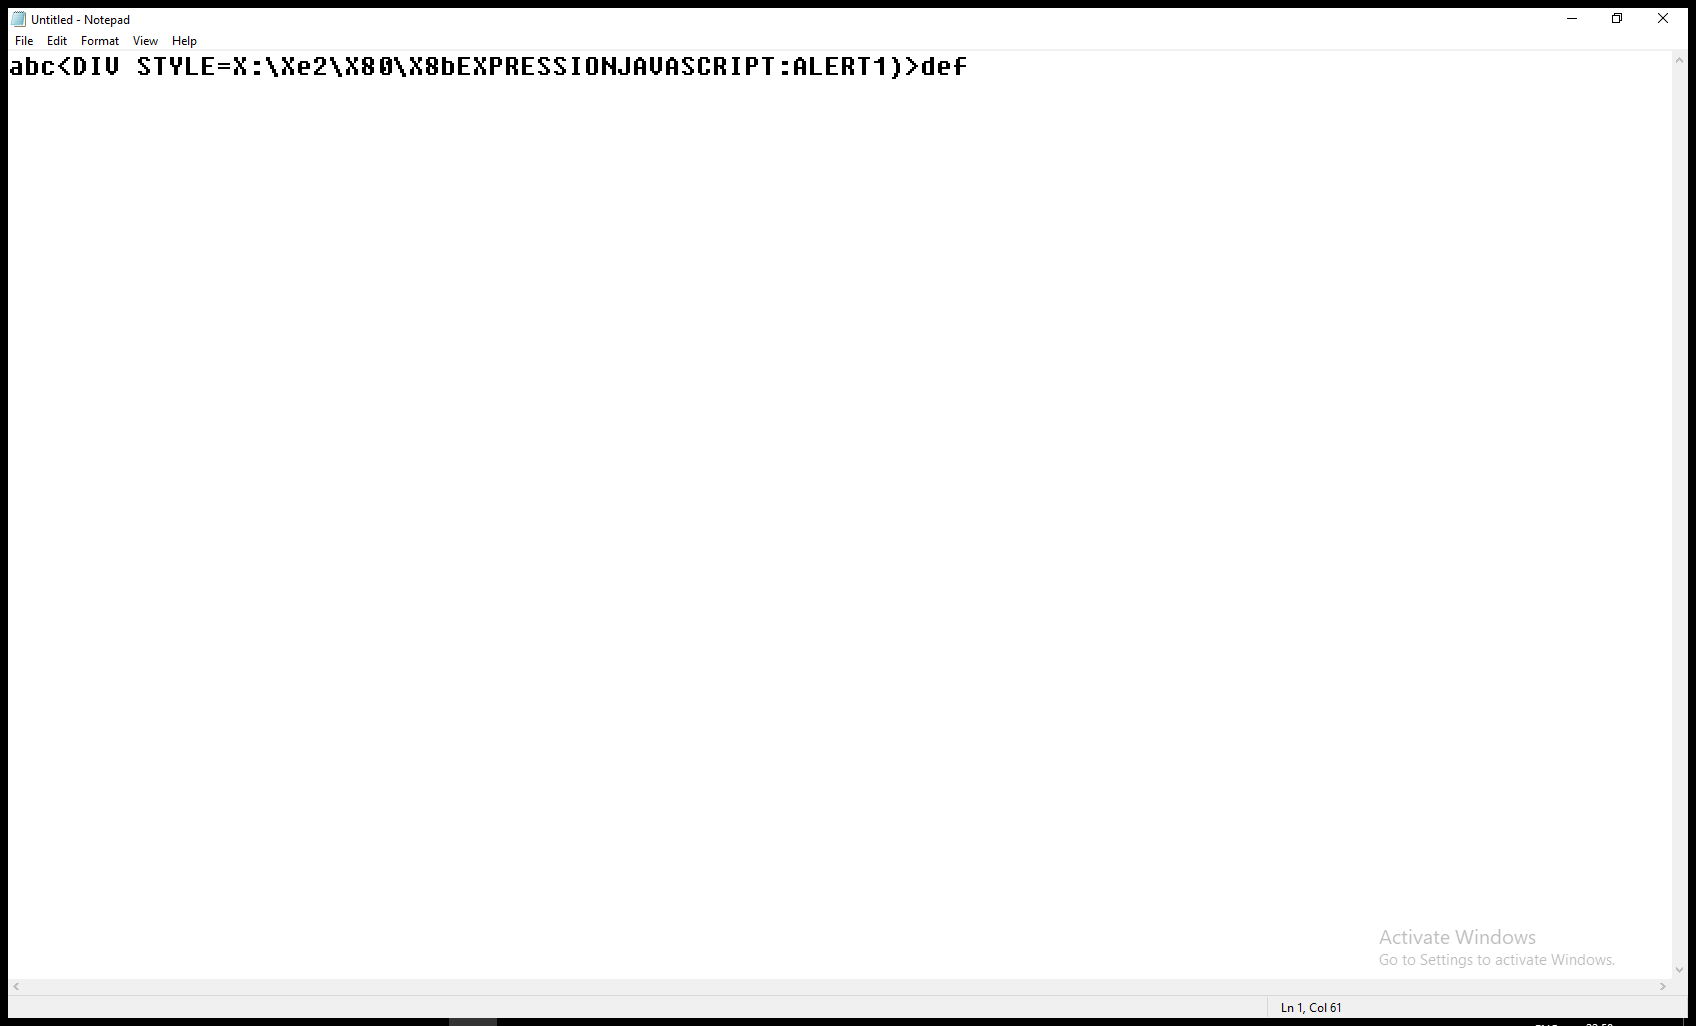 Untitled - Notepad
File Edit Format View Help
abc<DIV STYLE=X:\Xe2\X80\X8bEXPRESSIONJAVASCRIPT:ALERT1)>def
Activate Windows
Go to Settings to activate Windows.
Ln 1, Col 61